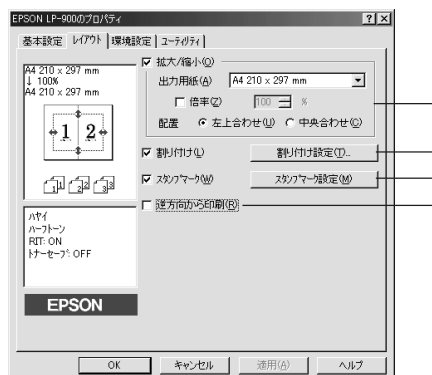 EPSON LP-900のプロパティ
基本設定 レイアウト 環境設定 ユーティリティ
A4 210 x 297 mm
↓ 100%
A4 210 x 297 mm
1 2
1 1 2 2 3 3
ハヤイ
ハーフトーン
RIT: ON
トナーセーブ: OFF
EPSON
拡大/縮小(O)
出力用紙(A) A4 210 x 297 mm
倍率(Z) 100 %
配置 左上合わせ(U) 中央合わせ(C)
割り付け(L) 割り付け設定(T)...
スタンプマーク(W) スタンプマーク設定(M)
逆方向から印刷(R)
OK キャンセル 適用(A) ヘルプ